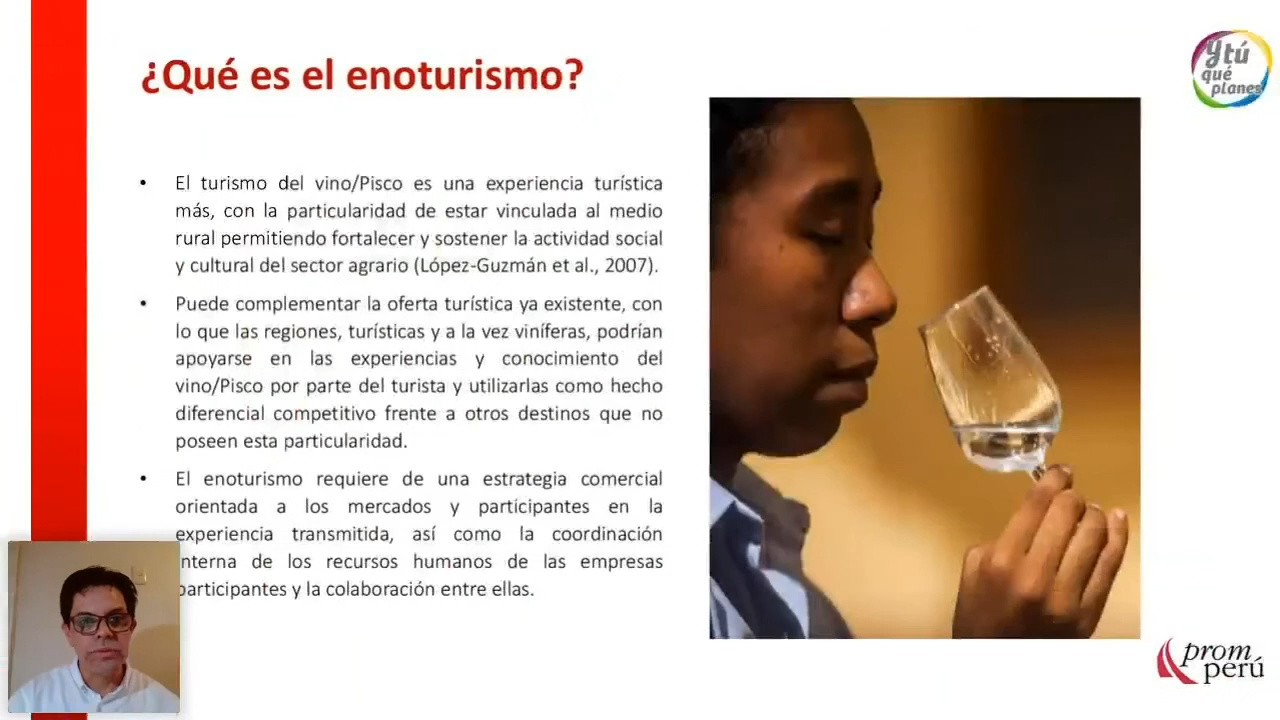 ¿Qué es el enoturismo?
Y tú
qué
planes
• El turismo del vino/Pisco es una experiencia turística
más, con la particularidad de estar vinculada al medio
rural permitiendo fortalecer y sostener la actividad social
y cultural del sector agrario (López-Guzmán et al., 2007).
• Puede complementar la oferta turística ya existente, con
lo que las regiones, turísticas y a la vez viníferas, podrían
apoyarse en las experiencias y conocimiento del
vino/Pisco por parte del turista y utilizarlas como hecho
diferencial competitivo frente a otros destinos que no
poseen esta particularidad.
• El enoturismo requiere de una estrategia comercial
orientada a los mercados y participantes en la
experiencia transmitida, así como la coordinación
nterna de los recursos humanos de las empresas
participantes y la colaboración entre ellas.
prom
perú